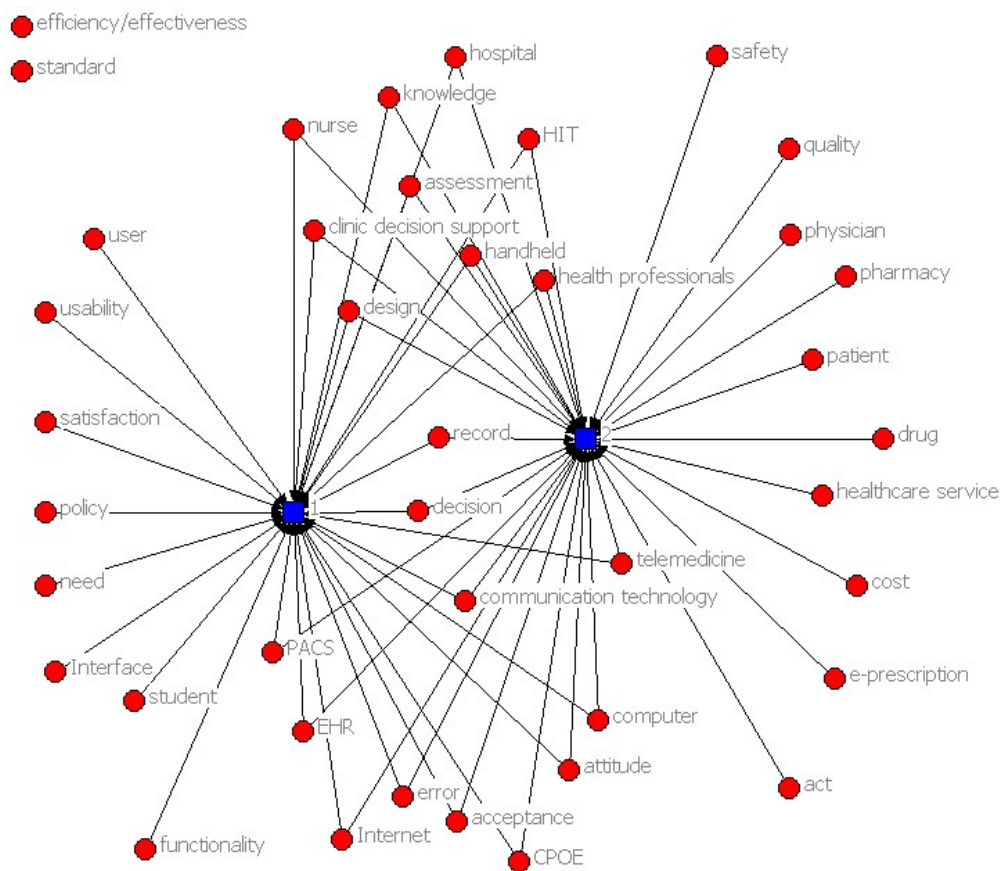 efficiency/effectiveness
hospital
safety
standard
knowledge
nurse
HIT
quality
assessment
clinic decision support
physician
user
handheld
health professionals
pharmacy
usability
design
patient
satisfaction
record
2
drug
healthcare service
policy
1
decision
telemedicine
need
communication technology
cost
PACS
Interface
e-prescription
student
computer
EHR
attitude
act
error
acceptance
Internet
functionality
CPOE